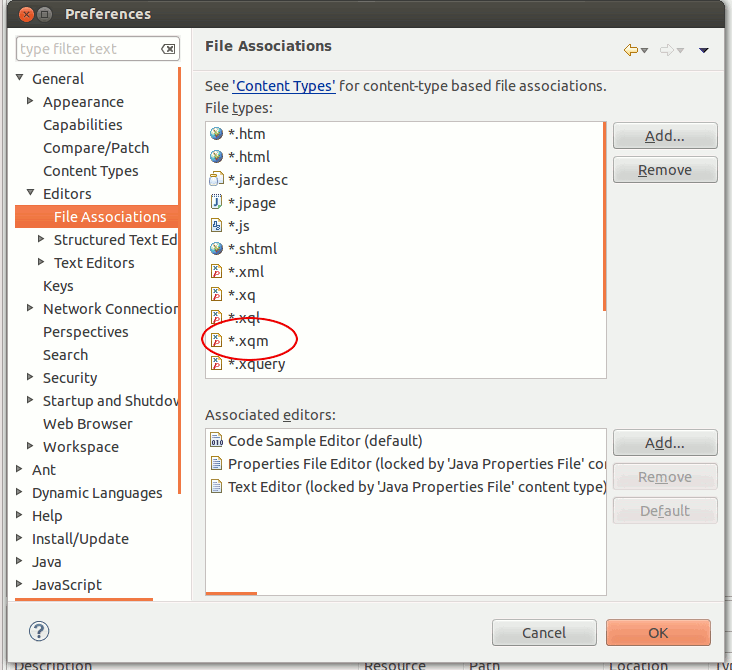 Preferences
type filter text
General
Appearance
Capabilities
Compare/Patch
Content Types
Editors
File Associations
Structured Text Ed
Text Editors
Keys
Network Connection
Perspectives
Search
Security
Startup and Shutdov
Web Browser
Workspace
Ant
Dynamic Languages
Help
Install/Update
Java
JavaScript
File Associations
See 'Content Types' for content-type based file associations.
File types:
*.htm
*.html
*.jardesc
*.jpage
*.js
*.shtml
*.xml
*.xq
*.xql
*.xqm
*.xquery
Add...
Remove
Associated editors:
Code Sample Editor (default)
Properties File Editor (locked by 'Java Properties File' co
Text Editor (locked by 'Java Properties File' content type)
Add...
Remove
Default
?
Cancel
OK
Description
Resource
Path
Location